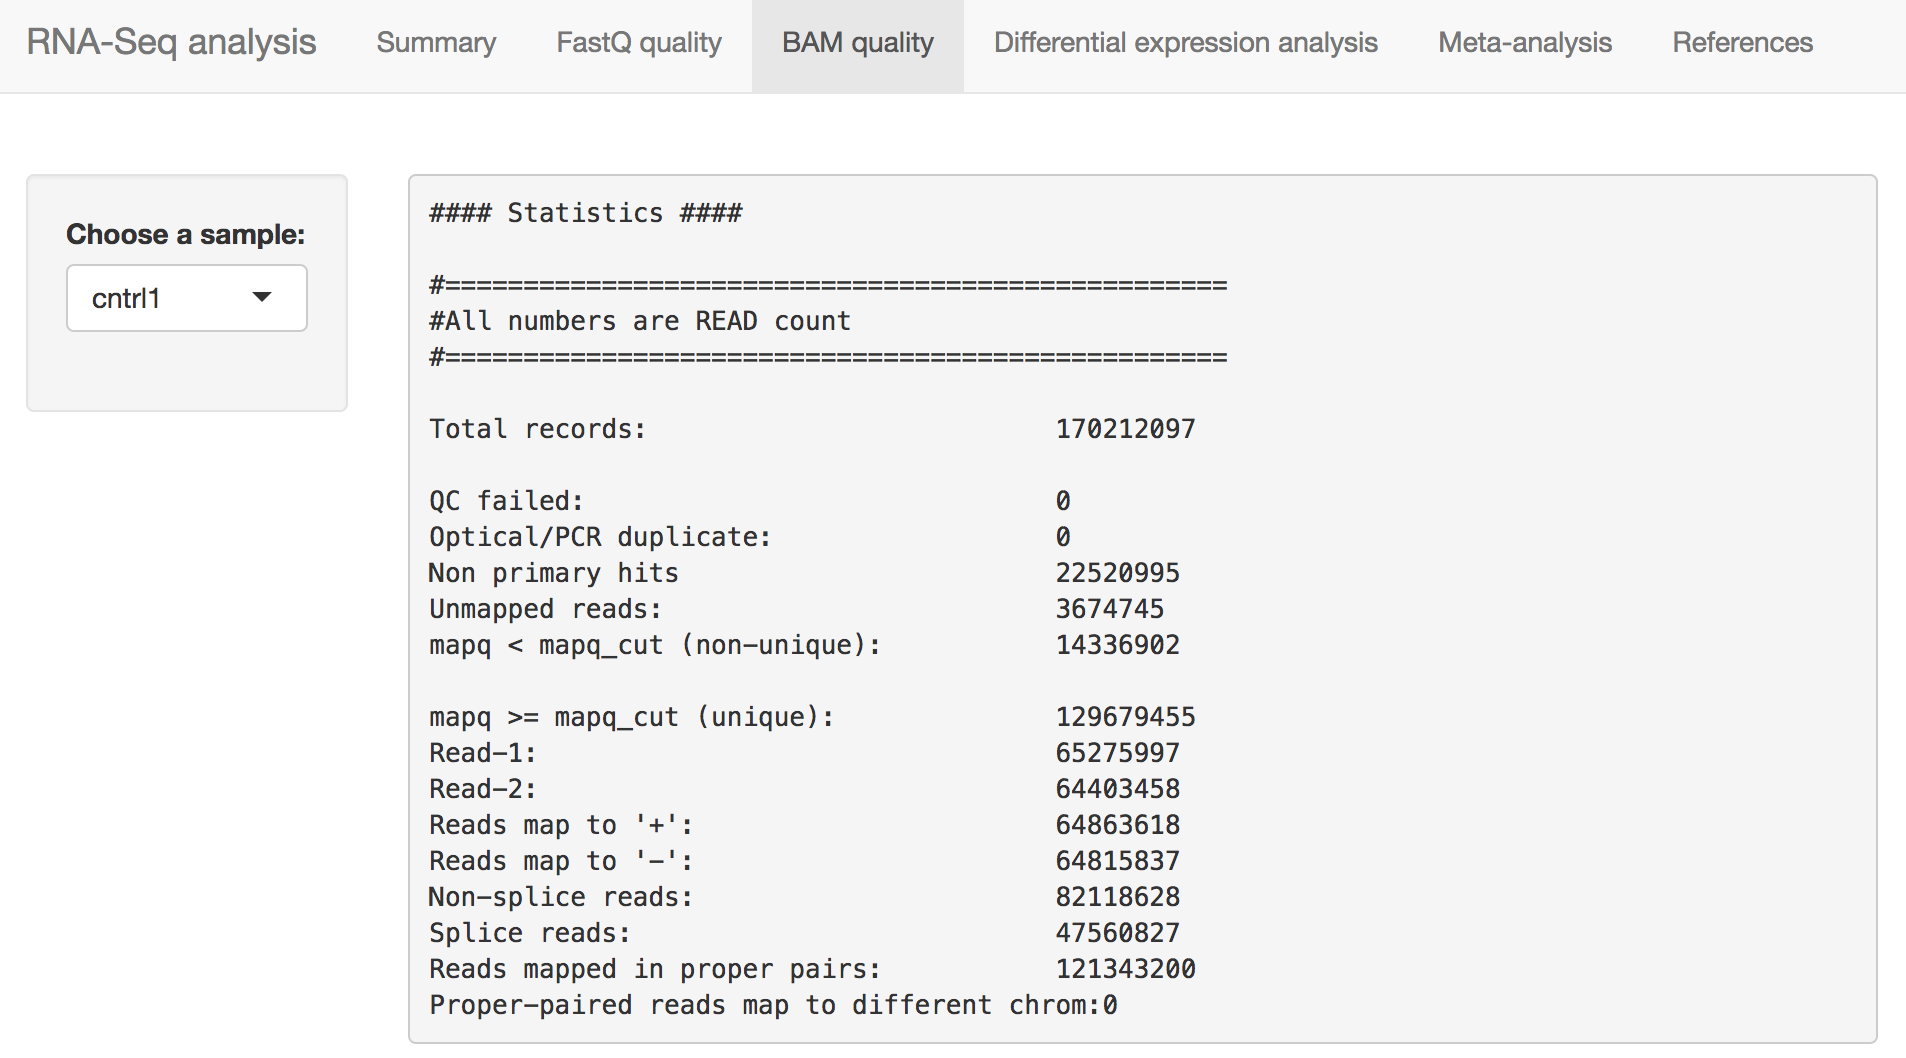 RNA-Seq analysis Summary FastQ quality BAM quality Differential expression analysis Meta-analysis References
Choose a sample:
cntrl1
#### Statistics ####
#==================================================
#All numbers are READ count
#==================================================
Total records: 170212097
QC failed: 0
Optical/PCR duplicate: 0
Non primary hits 22520995
Unmapped reads: 3674745
mapq < mapq_cut (non-unique): 14336902
mapq >= mapq_cut (unique): 129679455
Read-1: 65275997
Read-2: 64403458
Reads map to '+': 64863618
Reads map to '-': 64815837
Non-splice reads: 82118628
Splice reads: 47560827
Reads mapped in proper pairs: 121343200
Proper-paired reads map to different chrom:0